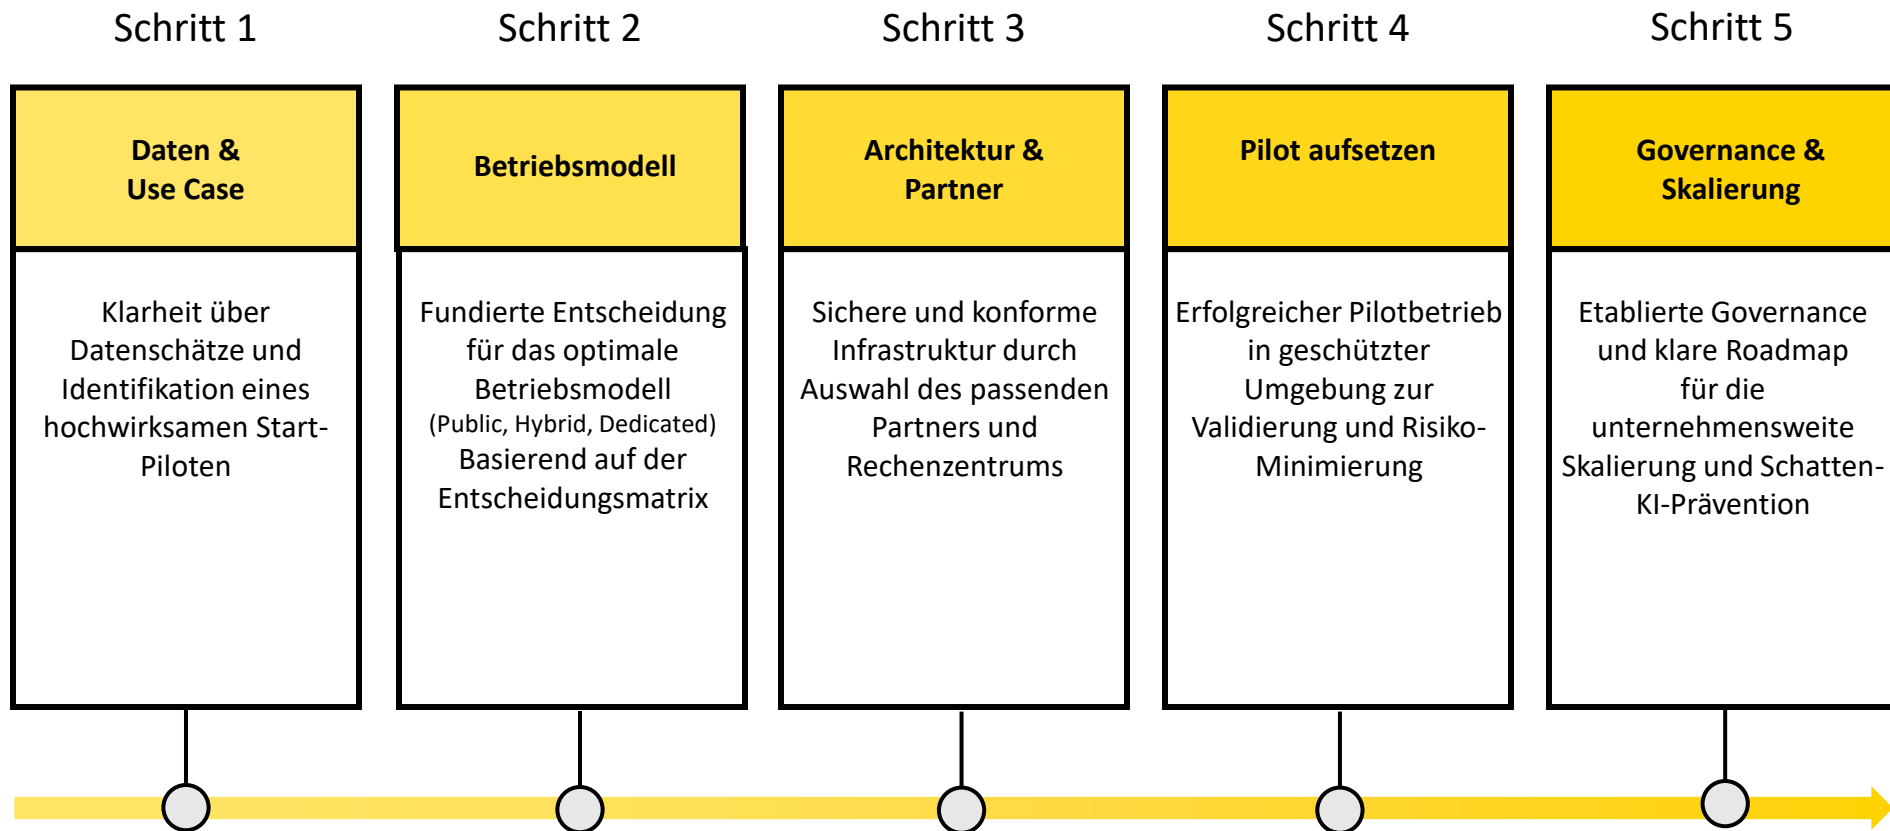 Schritt 1
Schritt 2
Schritt 3
Schritt 4
Schritt 5
Daten &
Use Case
Betriebsmodell
Architektur &
Partner
Pilot aufsetzen
Governance &
Skalierung
Klarheit über
Datenschätze und
Identifikation eines
hochwirksamen Start-
Piloten
Fundierte Entscheidung
für das optimale
Betriebsmodell
(Public, Hybrid, Dedicated)
Basierend auf der
Entscheidungsmatrix
Sichere und konforme
Infrastruktur durch
Auswahl des passenden
Partners und
Rechenzentrums
Erfolgreicher Pilotbetrieb
in geschützter
Umgebung zur
Validierung und Risiko-
Minimierung
Etablierte Governance
und klare Roadmap
für die
unternehmensweite
Skalierung und Schatten-
KI-Prävention